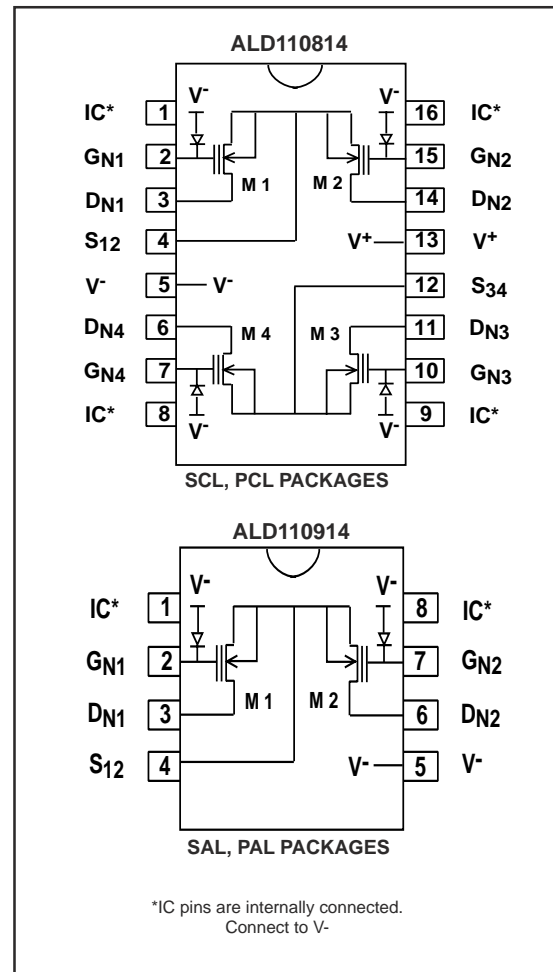 ALD110814
IC* 1 V- V- 16 IC*
GN1 2 15 GN2
M 1 M 2
DN1 3 14 DN2
S12 4 V+ 13 V+
V- 5 V- 12 S34
DN4 6 M 4 M 3 11 DN3
GN4 7 10 GN3
IC* 8 V- V- 9 IC*
SCL, PCL PACKAGES
ALD110914
IC* 1 V- V- 8 IC*
GN1 2 7 GN2
DN1 3 M 1 M 2 6 DN2
S12 4 V- 5 V-
SAL, PAL PACKAGES
*IC pins are internally connected.
Connect to V-